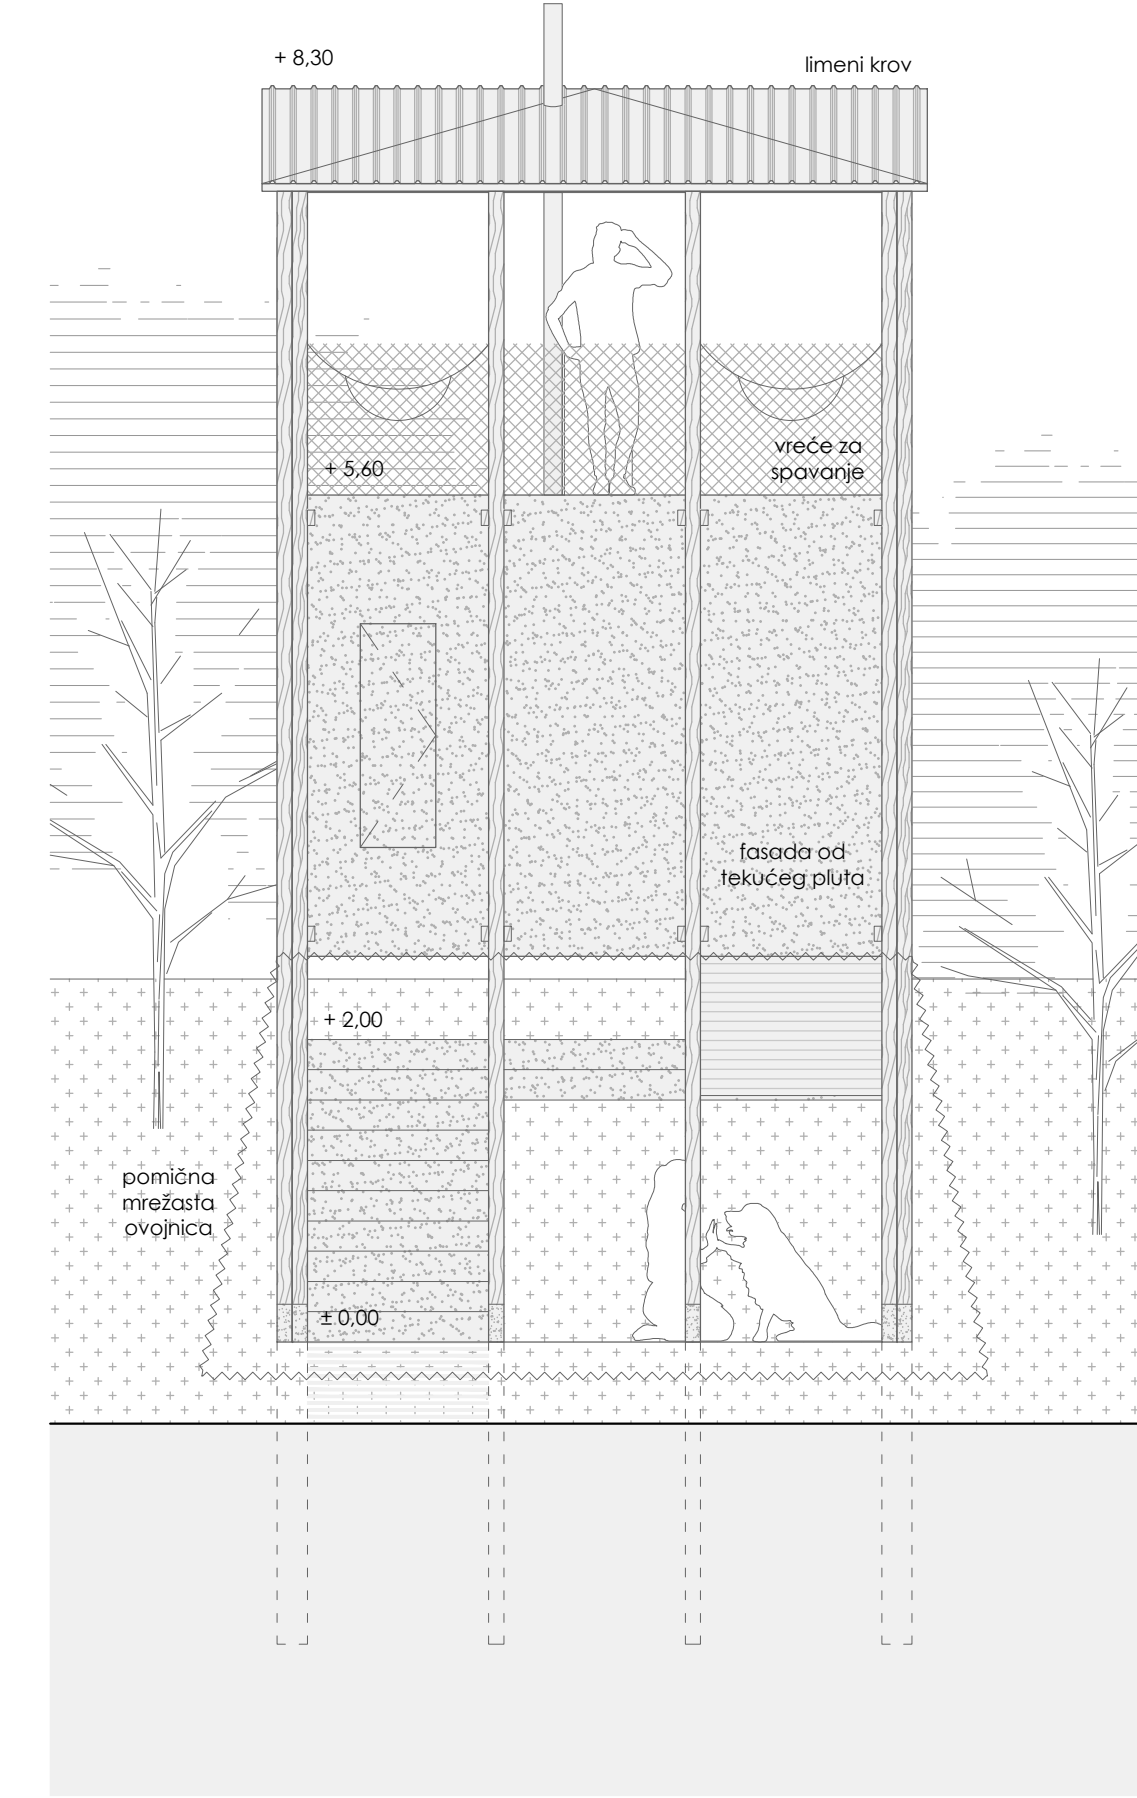 + 8,30
limeni krov
vreće za
spavanje
+ 5,60
fasada od
tekućeg pluta
+ 2,00
pomična
mrežasta
ovojnica
± 0,00